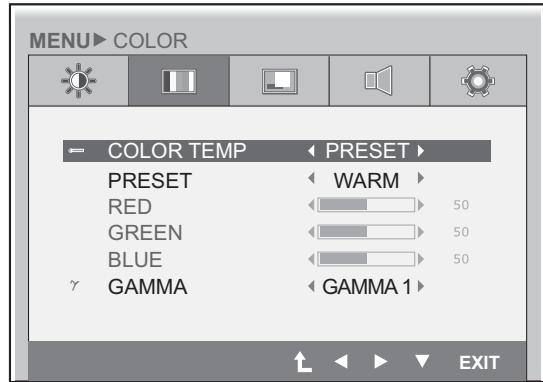 MENU▶ COLOR
COLOR TEMP PRESET
PRESET WARM
RED 50
GREEN 50
BLUE 50
γ GAMMA GAMMA 1
EXIT